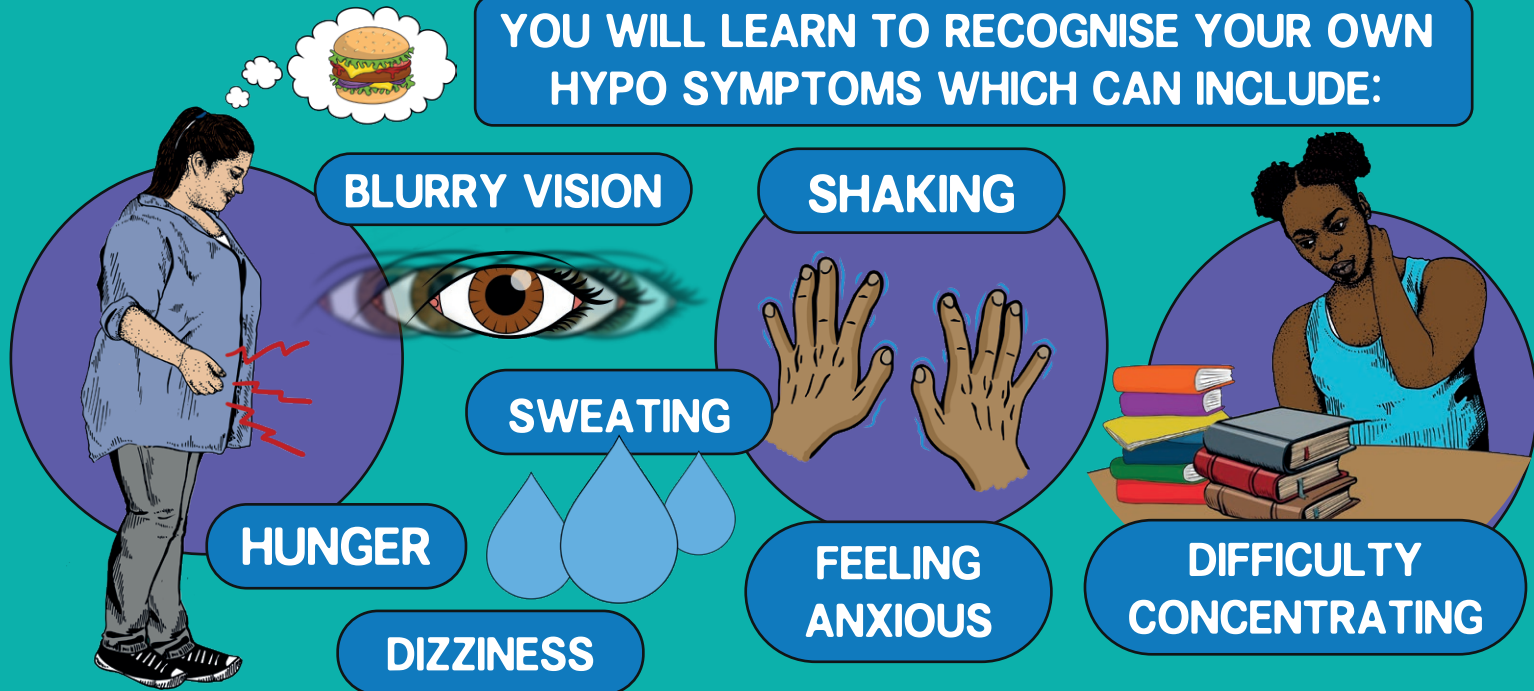 YOU WILL LEARN TO RECOGNISE YOUR OWN
HYPO SYMPTOMS WHICH CAN INCLUDE:
BLURRY VISION
SHAKING
SWEATING
HUNGER
FEELING
ANXIOUS
DIFFICULTY
CONCENTRATING
DIZZINESS